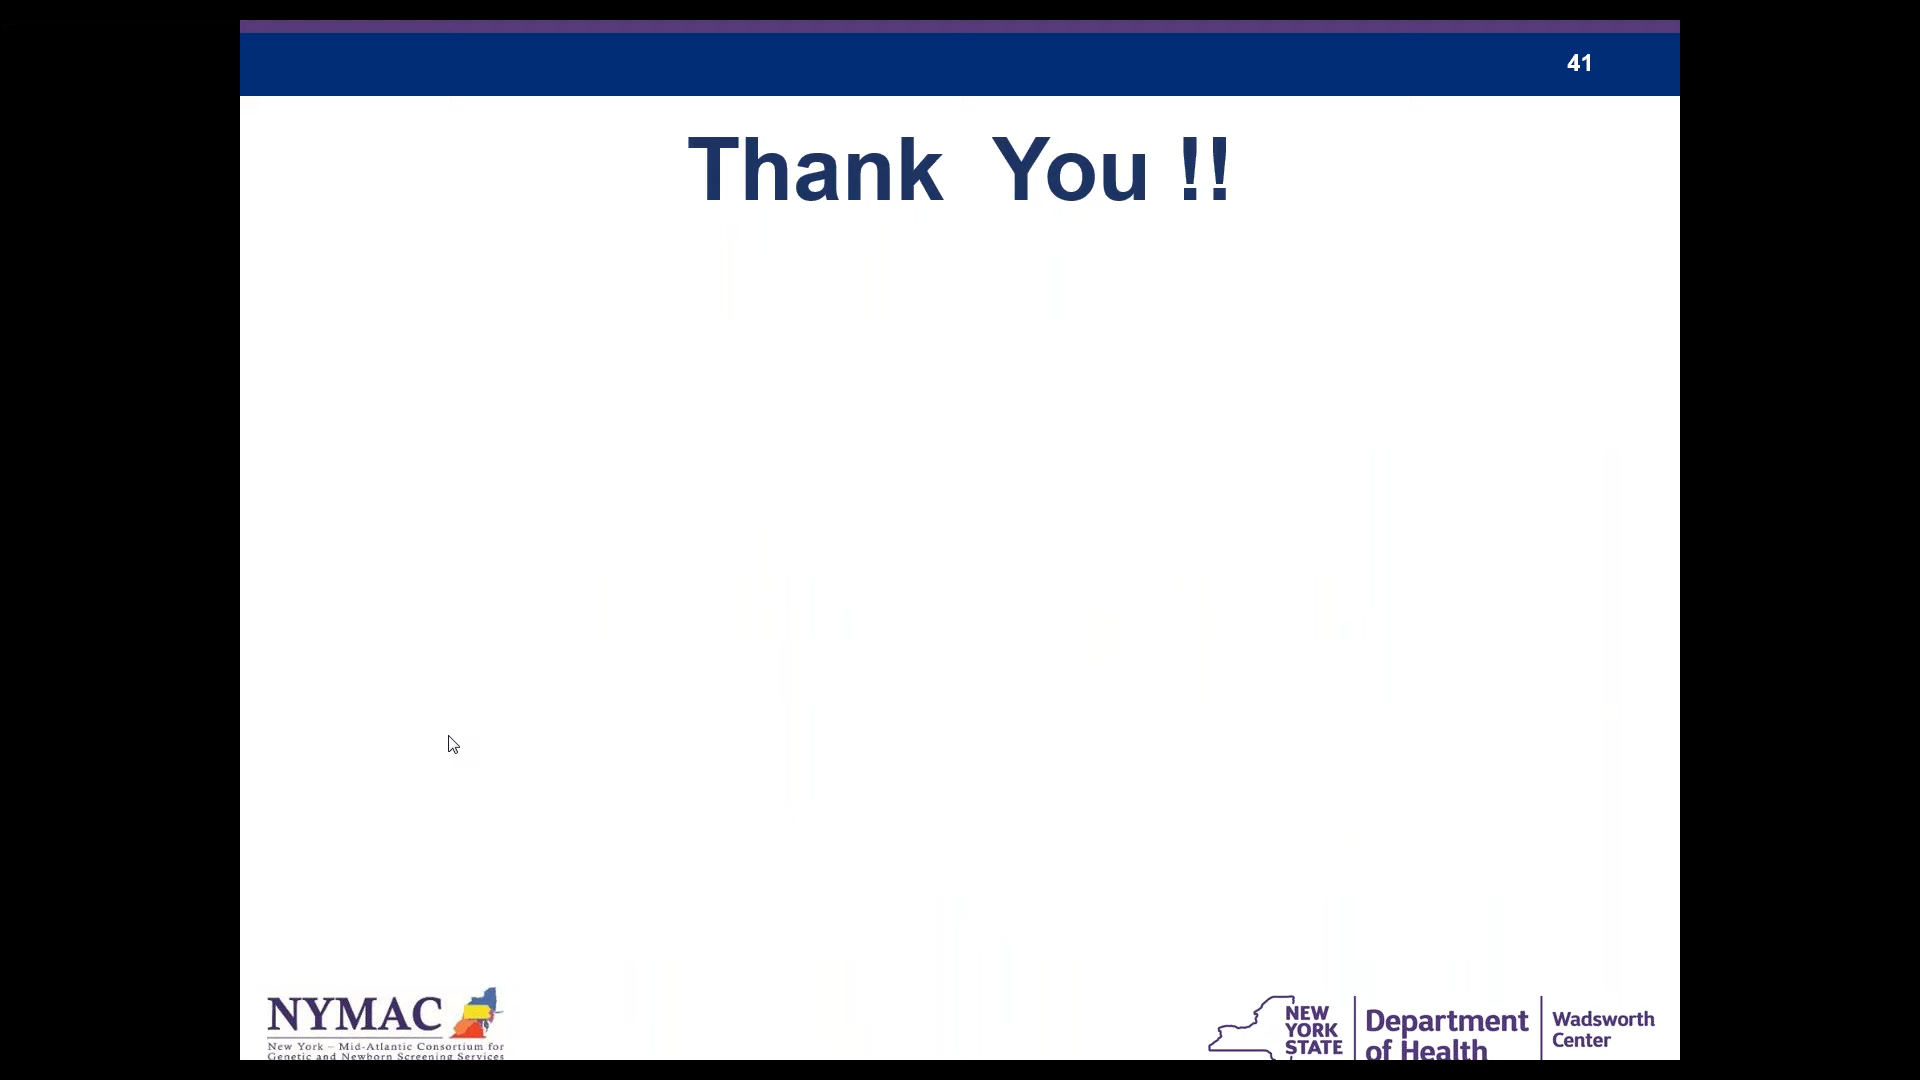 41
Thank You !!
NYMAC
New York – Mid-Atlantic Consortium for
Genetic and Newborn Screening Services
NEW
YORK
STATE
Department
of Health
Wadsworth
Center